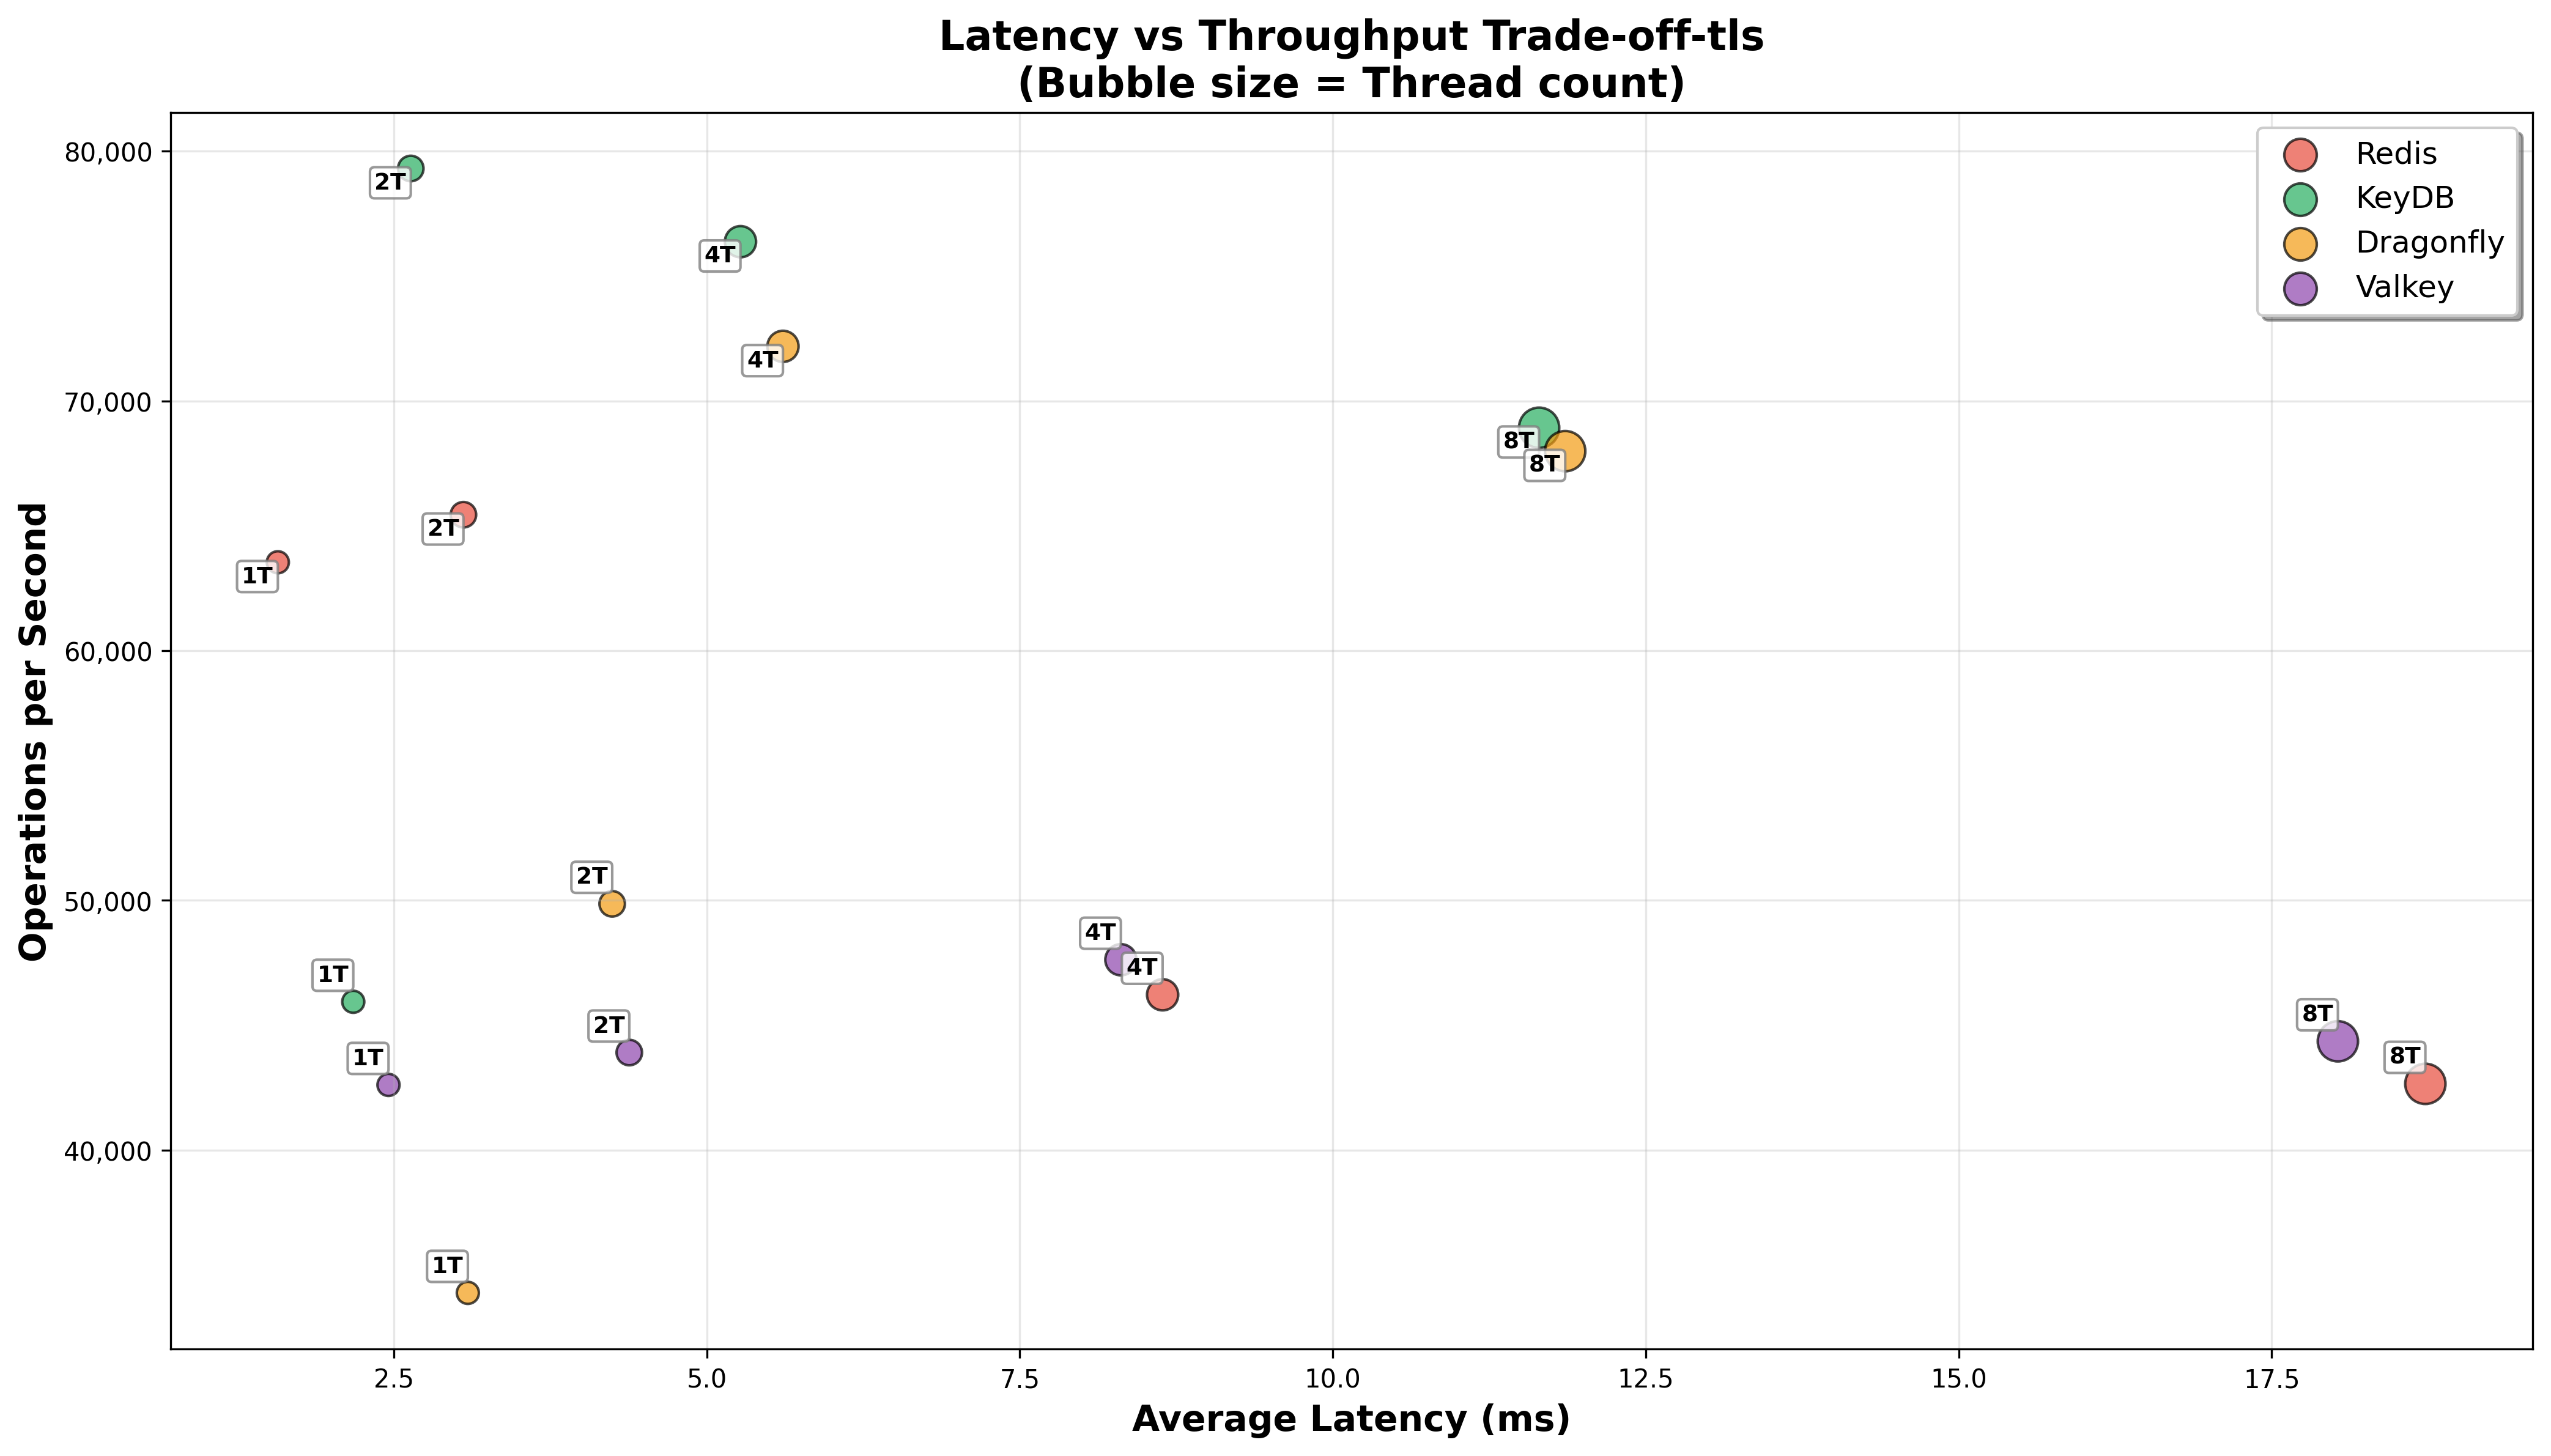 Latency vs Throughput Trade-off-tls
(Bubble size = Thread count)
Redis
KeyDB
Dragonfly
Valkey
Operations per Second
80,000
70,000
60,000
50,000
40,000
2T
4T
4T
8T
8T
2T
1T
2T
4T
4T
1T
8T
2T
8T
1T
1T
2.5
5.0
7.5
10.0
12.5
15.0
17.5
Average Latency (ms)